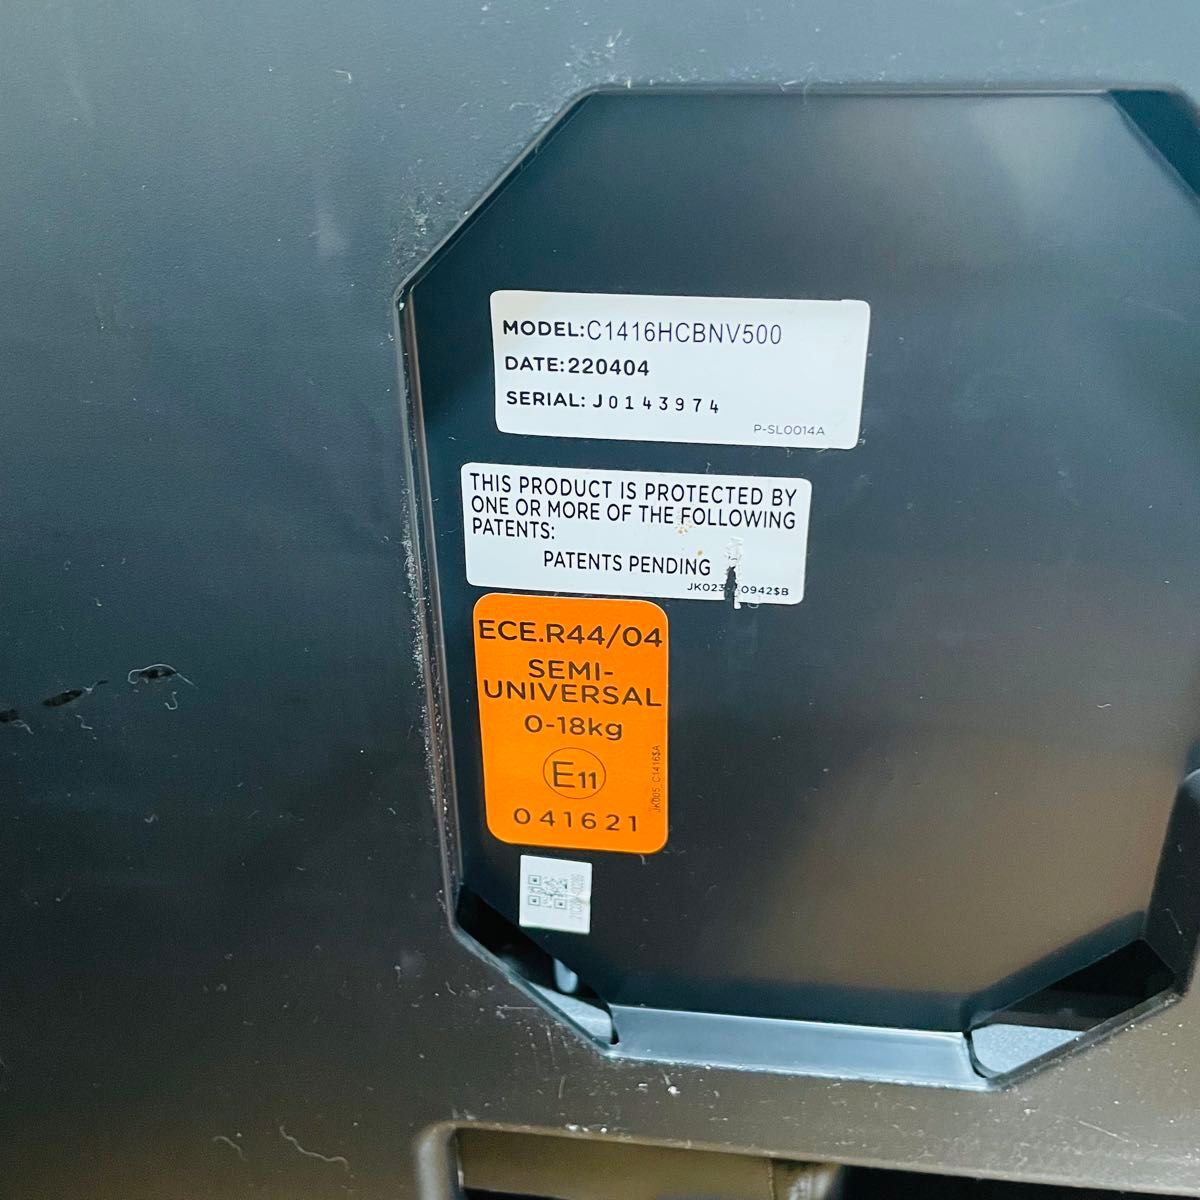 MODEL:C1416HCBNV500
DATE:220404
SERIAL: J0143974
P-SL0014A
THIS PRODUCT IS PROTECTED BY
ONE OR MORE OF THE FOLLOWING
PATENTS:
PATENTS PENDING
ECE.R44/04
SEMI-
UNIVERSAL
0-18kg
E11
041621